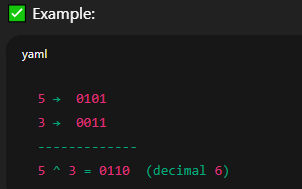 ✅ Example:
yaml
5 → 0101
3 → 0011
-------------
5 ^ 3 = 0110 (decimal 6)